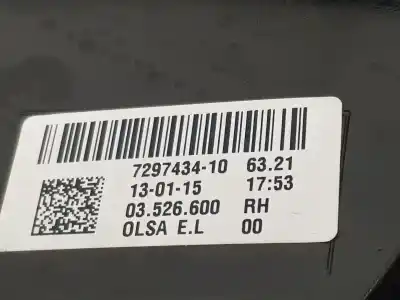 7297434-10 63.21
13-01-15 17:53
03.526.600 RH
OLSA E.L 00